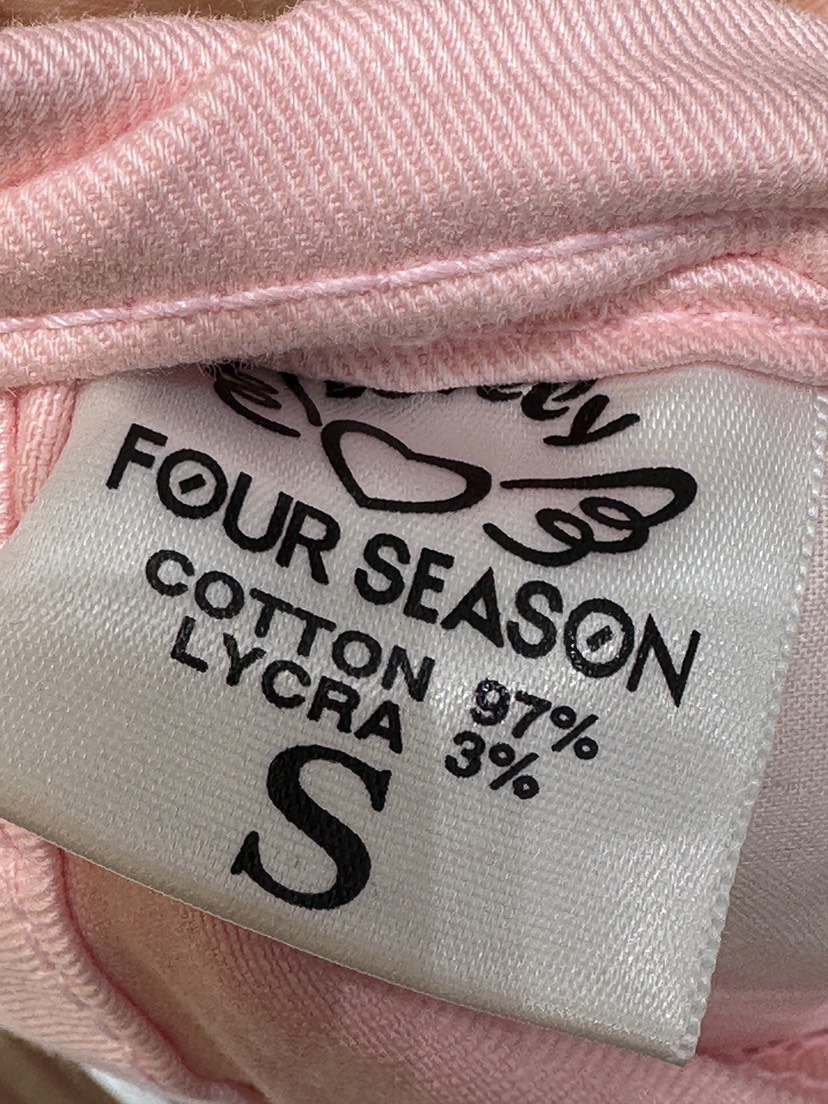 FOUR SEASON
COTTON 97%
LYCRA 3%
S